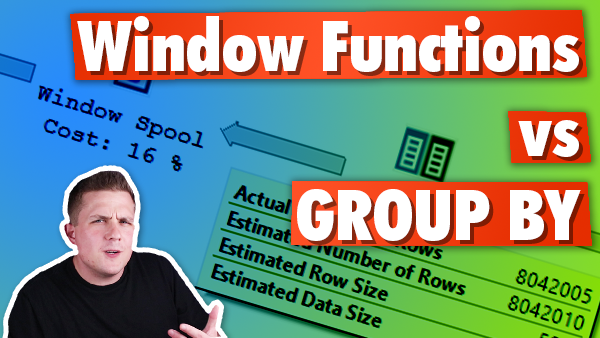 Window Functions
vs
GROUP BY
Window Spool
Cost: 16 %
Actual Rows
Estimated Number of Rows 8042005
Estimated Row Size 8042010
Estimated Data Size